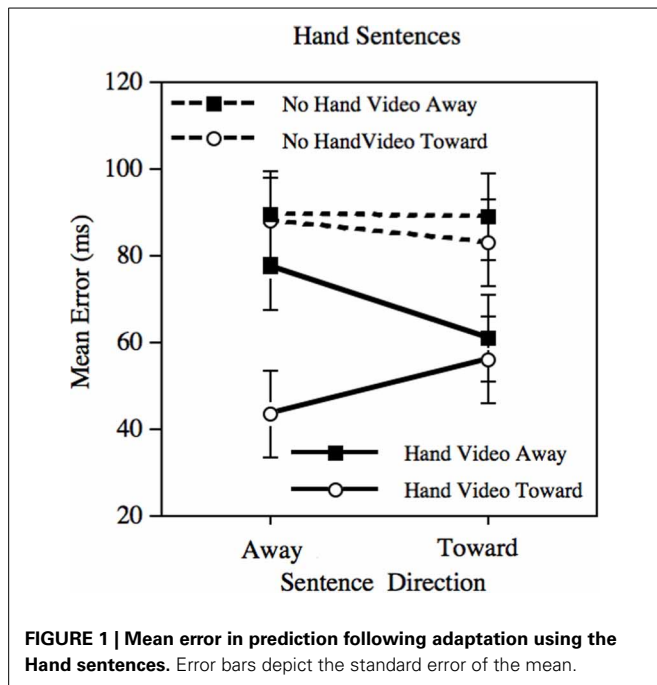 Hand Sentences
120
No Hand Video Away
No HandVideo Toward
100
80
Mean Error (ms)
60
40
Hand Video Away
Hand Video Toward
20
Away Toward
Sentence Direction
FIGURE 1 | Mean error in prediction following adaptation using the
Hand sentences. Error bars depict the standard error of the mean.